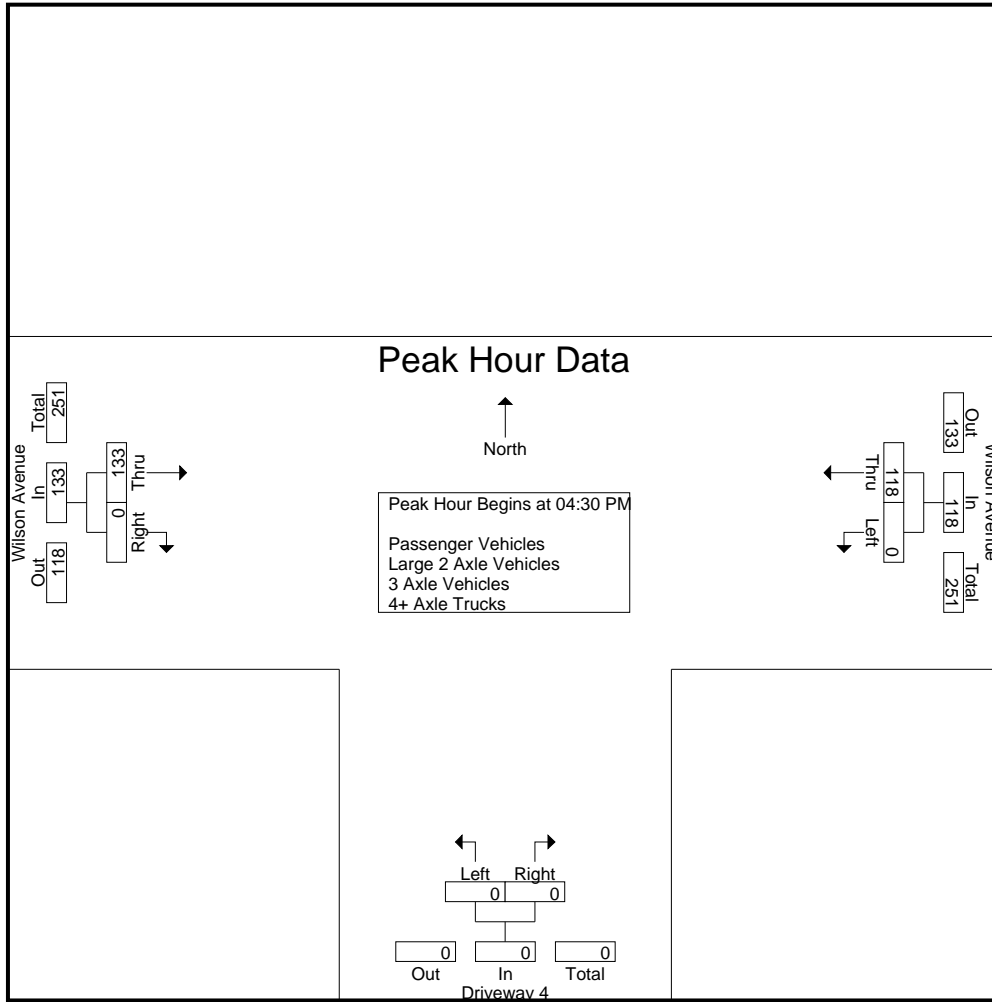 Peak Hour Data
North
Peak Hour Begins at 04:30 PM
Passenger Vehicles
Large 2 Axle Vehicles
3 Axle Vehicles
4+ Axle Trucks
Wilson Avenue
Out In Total
118 133 251
Right Thru
0 133
Wilson Avenue
Out In Total
133 118 251
Thru Left
118 0
Left Right
0 0
0 0 0
Out In Total
Driveway 4